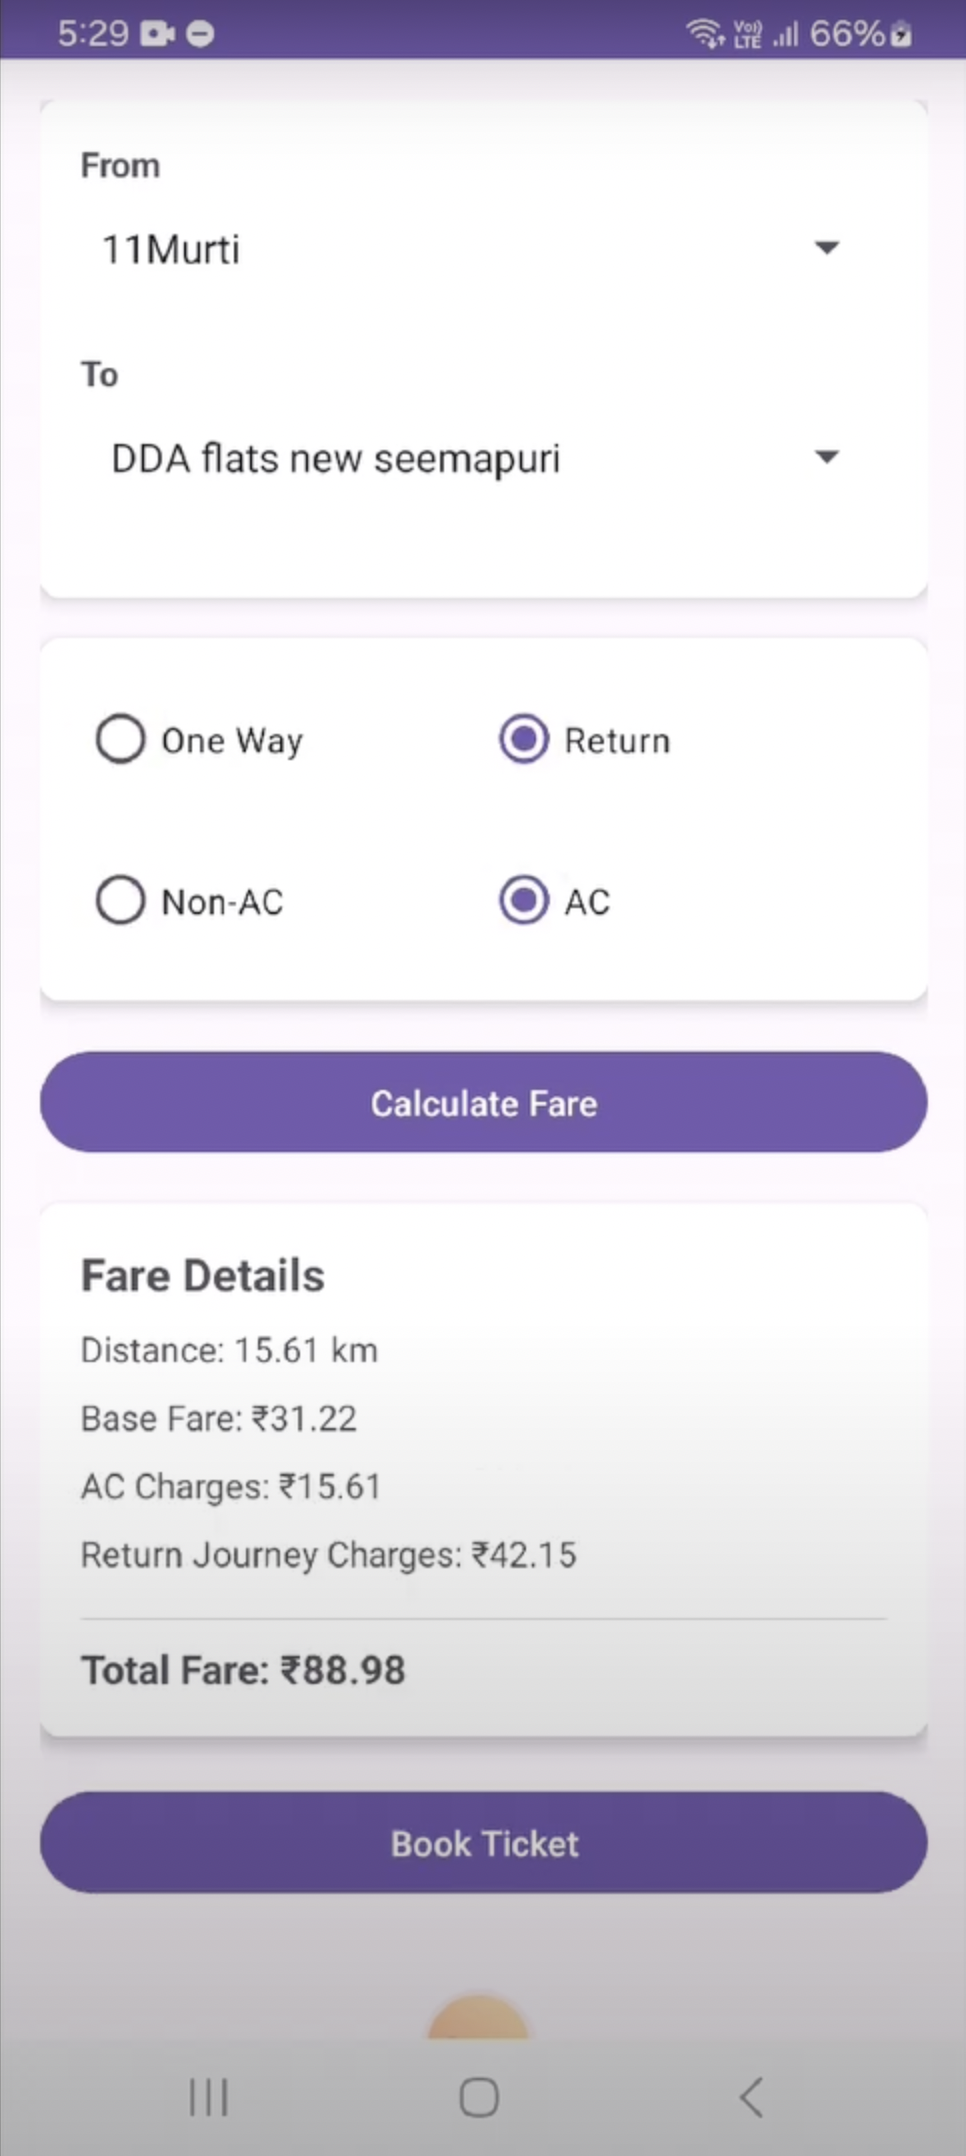 5:29 Vo)) LTE 66%
From
11Murti
To
DDA flats new seemapuri
One Way Return
Non-AC AC
Calculate Fare
Fare Details
Distance: 15.61 km
Base Fare: ₹31.22
AC Charges: ₹15.61
Return Journey Charges: ₹42.15
Total Fare: ₹88.98
Book Ticket